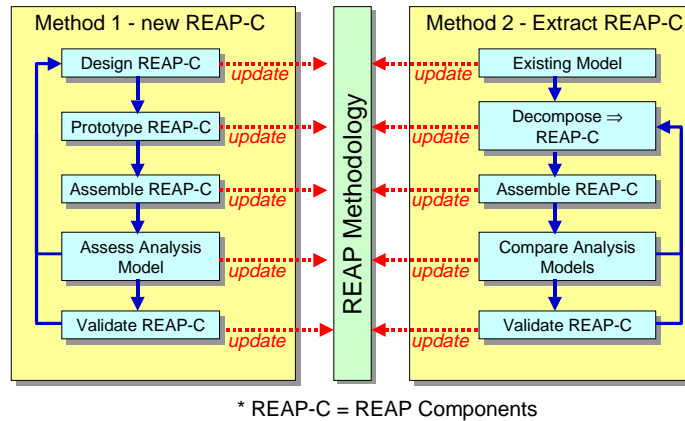 Method 1 - new REAP-C
Design REAP-C
update
Prototype REAP-C
update
Assemble REAP-C
update
Assess Analysis
Model
update
Validate REAP-C
update
REAP Methodology
Method 2 - Extract REAP-C
Existing Model
update
Decompose ⇒
REAP-C
update
Assemble REAP-C
update
Compare Analysis
Models
update
Validate REAP-C
update
* REAP-C = REAP Components